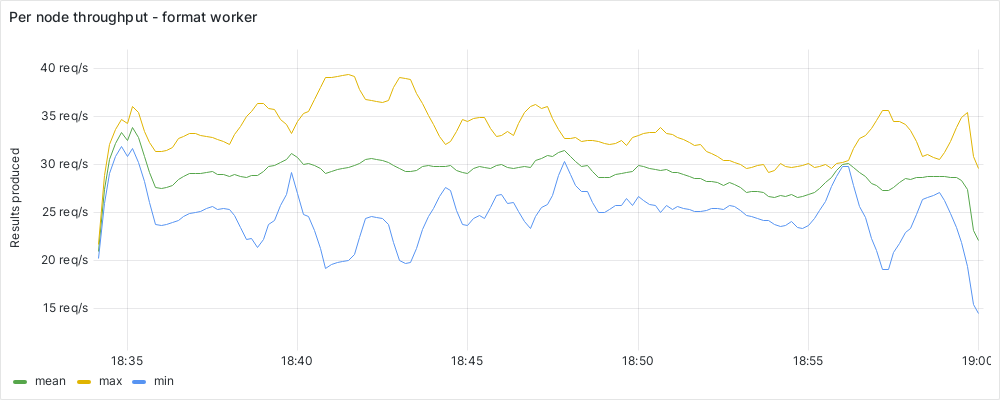 Per node throughput - format worker
Results produced
40 req/s
35 req/s
30 req/s
25 req/s
20 req/s
15 req/s
18:35 18:40 18:45 18:50 18:55 19:00
mean max min